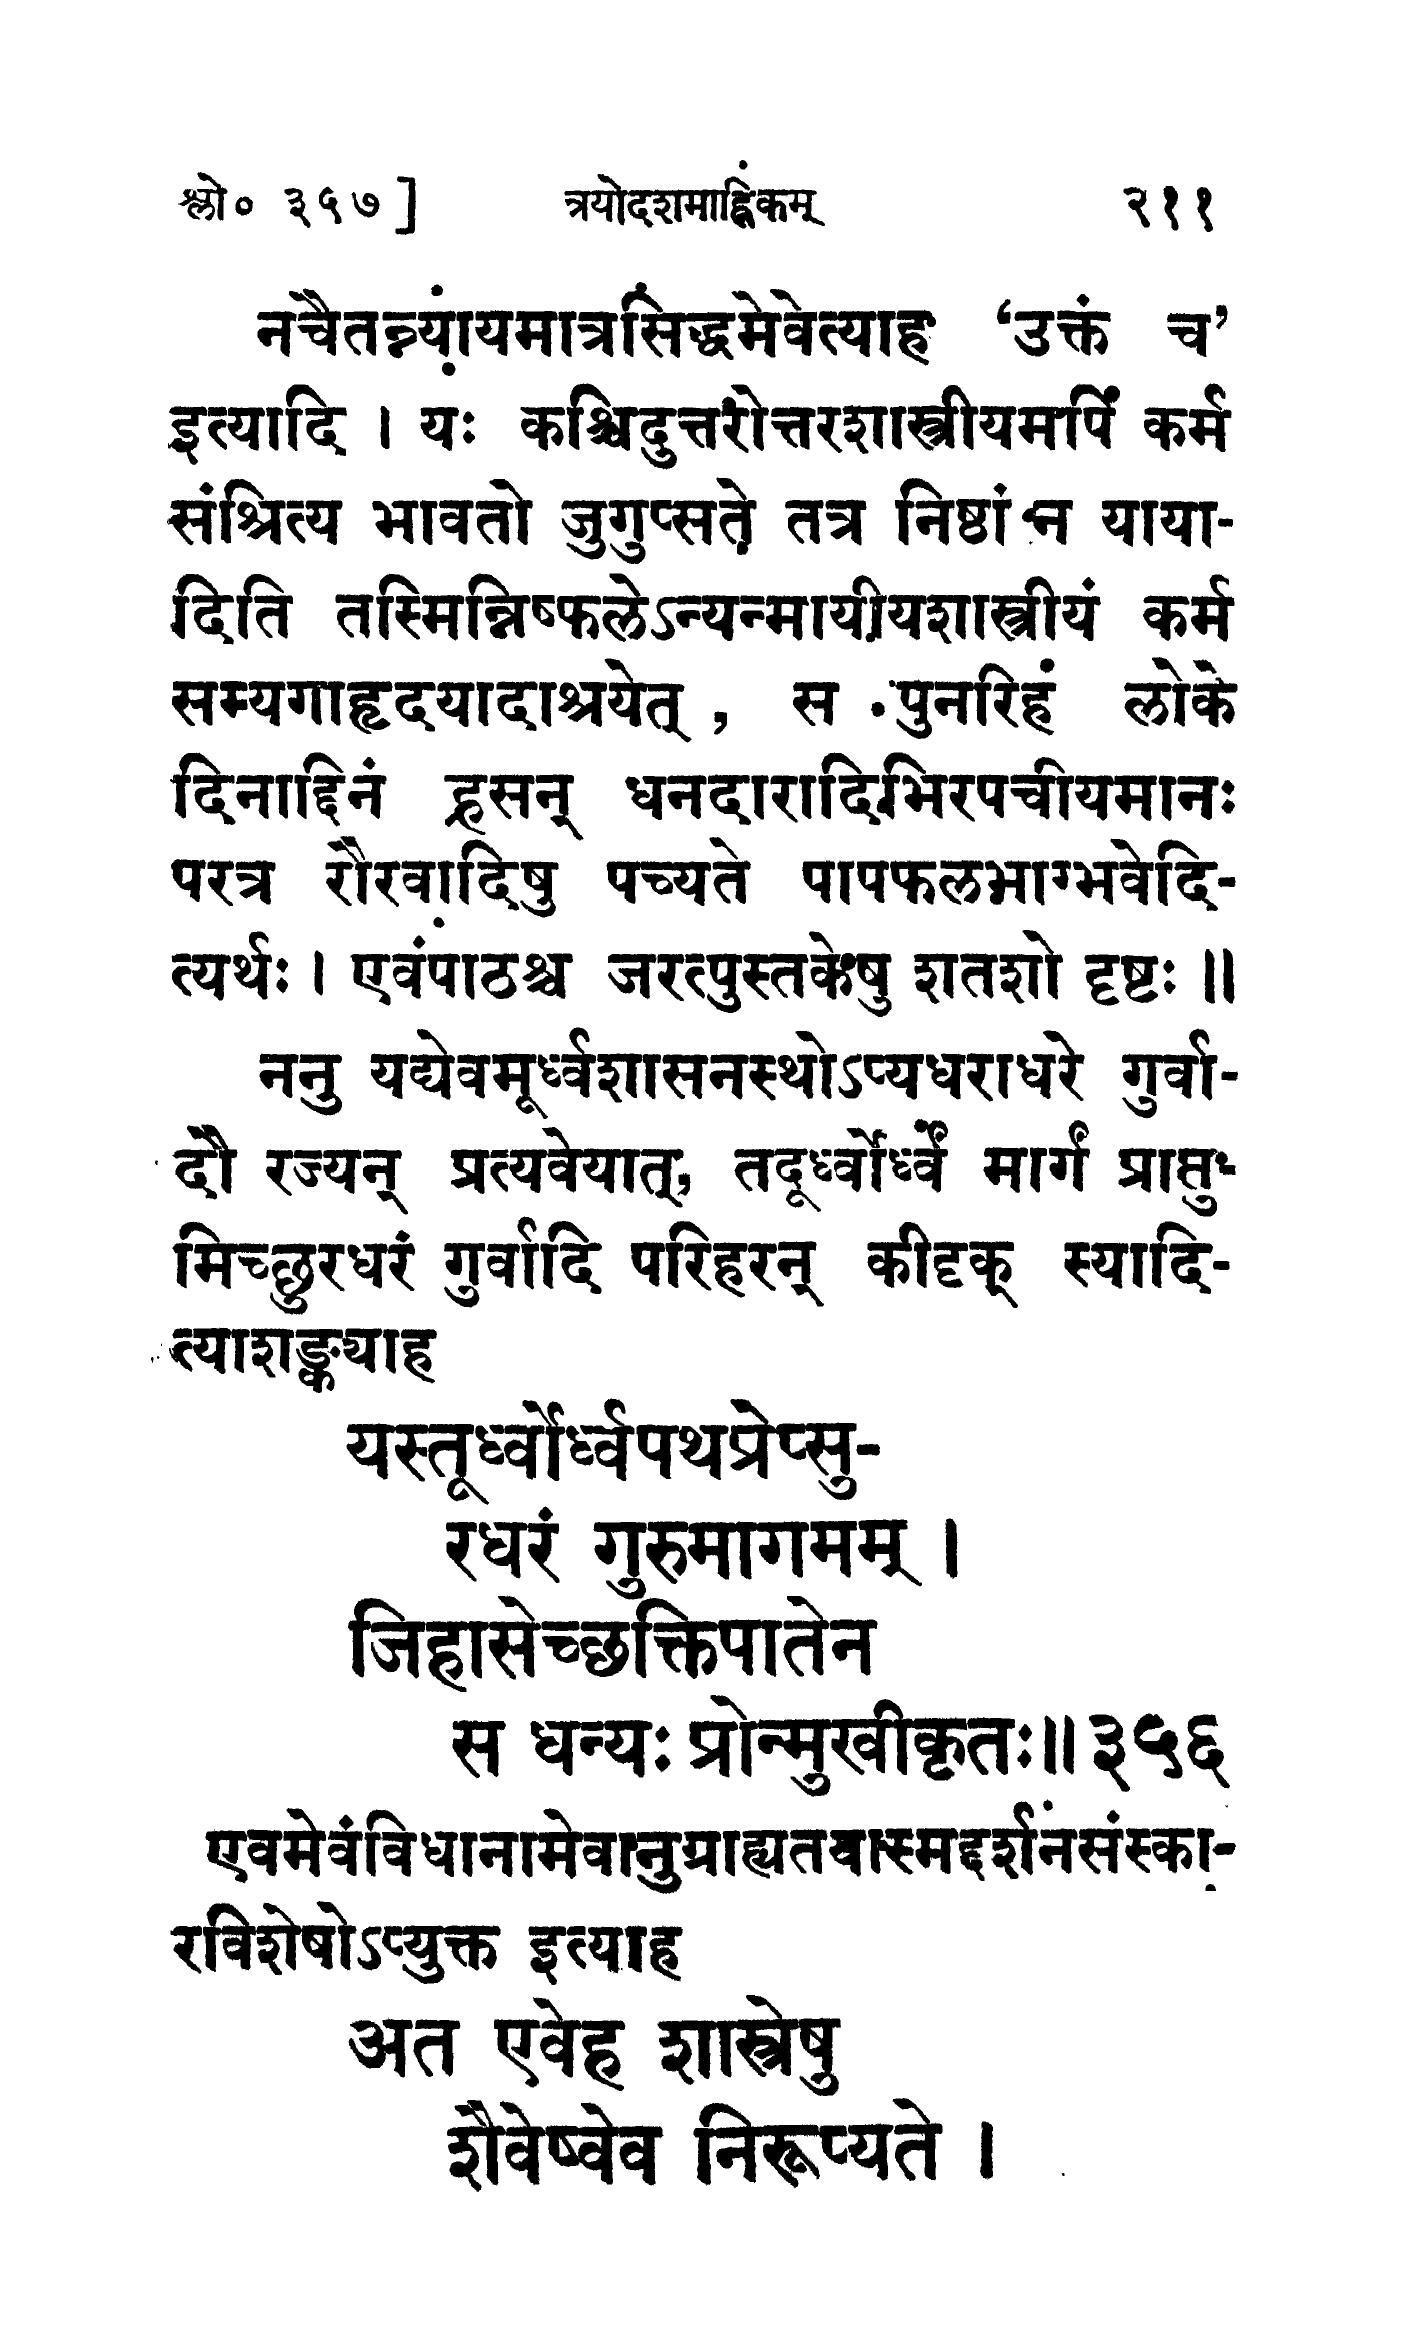 श्लो० ३५७] त्रयोदशमाह्निकम् २११
नचैतन्न्यायमात्रसिद्धमेवेत्याह 'उक्तं च'
इत्यादि । यः कश्चिदुत्तरोत्तरशास्त्रीयमपि कर्म
संश्रित्य भावतो जुगुप्सते तत्र निष्ठां न याया-
दिति तस्मिन्निष्फलेऽन्यन्मायीयशास्त्रीयं कर्म
सम्यगाहृदयादाश्रयेत् , स पुनरिह लोके
दिनाद्दिनं ह्रसन् धनदारादिभिरपचीयमानः
परत्र रौरवादिषु पच्यते पापफलभाग्भवेदि-
त्यर्थः । एवंपाठश्च जरत्पुस्तकेषु शतशो दृष्टः ॥
ननु यद्येवमूर्ध्वशासनस्थोऽप्यधराधरे गुर्वा-
दौ रज्यन् प्रत्यवेयात्, तदूर्ध्वोर्ध्वं मार्गं प्राप्तु-
मिच्छुरधरं गुर्वादि परिहरन् कीदृक् स्यादि-
त्याशङ्क्याह
यस्तूर्ध्वोर्ध्वपथप्रेप्सु-
रधरं गुरुमागमम् ।
जिहासेच्छक्तिपातेन
स धन्यः प्रोन्मुखीकृतः॥ ३५६
एवमेवंविधानामेवानुग्राह्यतयास्मद्दर्शनसंस्का-
रविशेषोऽप्युक्त इत्याह
अत एवेह शास्त्रेषु
शैवेष्वेव निरूप्यते ।